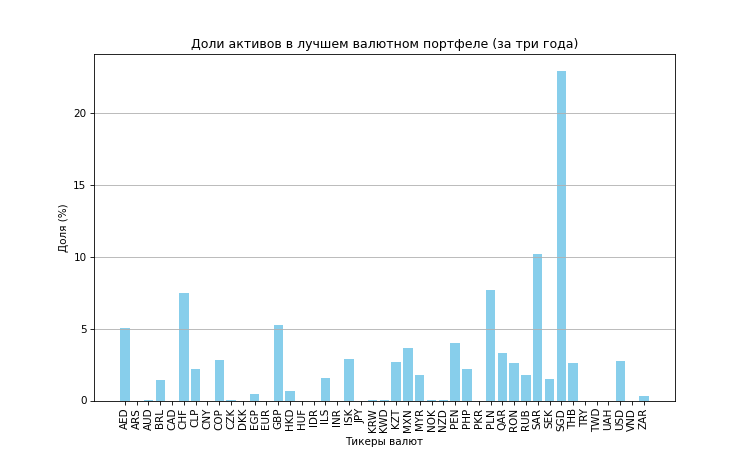 Доли активов в лучшем валютном портфеле (за три года)
Доля (%)
20
15
10
5
0
AED ARS AUD BRL CAD CHF CLP CNY COP CZK DKK EGP EUR GBP HKD HUF IDR ILS INR ISK JPY KRW KWD KZT MXN MYR NOK NZD PEN PHP PKR PLN QAR RON RUB SAR SEK SGD THB TRY TWD UAH USD VND ZAR
Тикеры валют